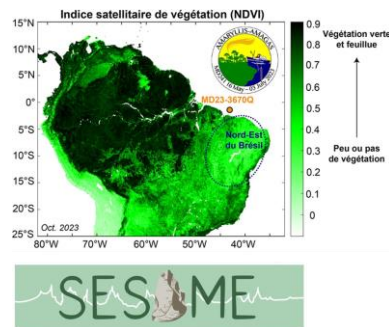 Indice satellitaire de végétation (NDVI)
15°N
10°N
5°N
0°C
5°S
10°S
15°S
20°S
25°S
80°W
70°W
60°W
50°W
40°W
AMARYLLIS-AMAGAS
MD23-3670Q
Nord-Est
du Brésil
Oct. 2023
0.9
0.8
0.7
0.6
0.5
0.4
0.3
0.2
0.1
0
Végétation verte
et feuillue
Peu ou pas
de végétation
SESAME